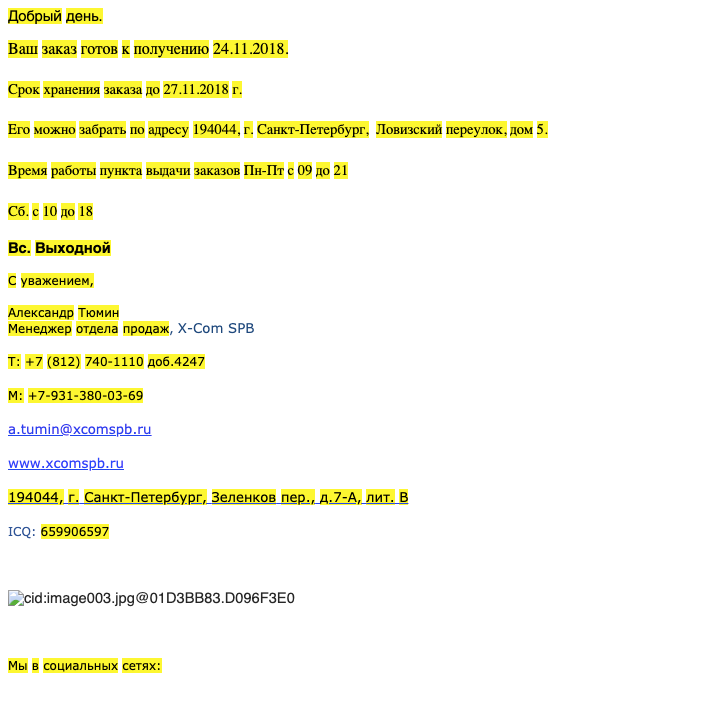 Добрый день.
Ваш заказ готов к получению 24.11.2018.
Срок хранения заказа до 27.11.2018 г.
Его можно забрать по адресу 194044, г. Санкт-Петербург, Ловизский переулок, дом 5.
Время работы пункта выдачи заказов Пн-Пт с 09 до 21
Сб. с 10 до 18
Вс. Выходной
С уважением,
Александр Тюмин
Менеджер отдела продаж, X-Com SPB
Т: +7 (812) 740-1110 доб.4247
М: +7-931-380-03-69
a.tumin@xcomspb.ru
www.xcomspb.ru
194044, г. Санкт-Петербург, Зеленков пер., д.7-А, лит. В
ICQ: 659906597
cid:image003.jpg@01D3BB83.D096F3E0
Мы в социальных сетях: